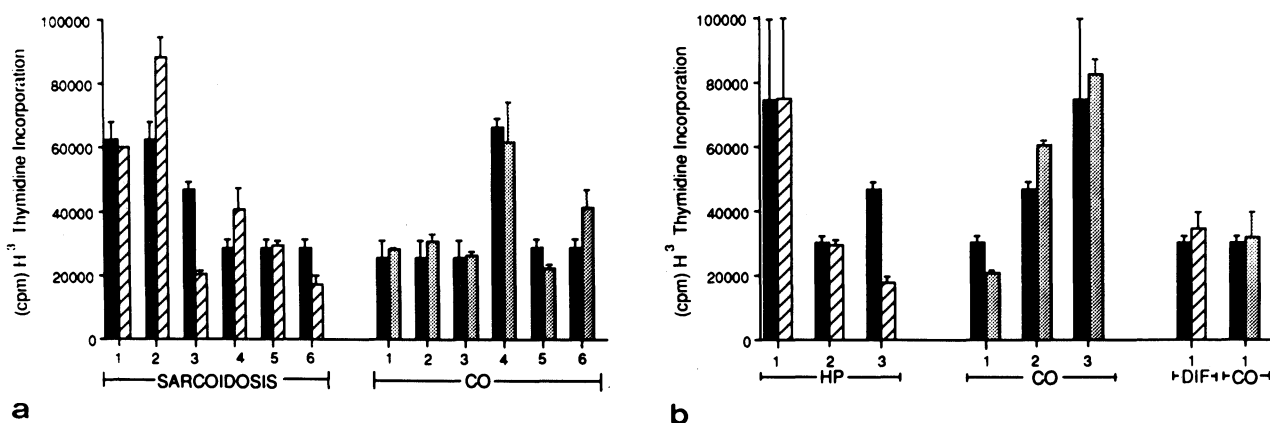 (cpm) H³ Thymidine Incorporation
100000
80000
60000
40000
20000
0
1 2 3 4 5 6 1 2 3 4 5 6
SARCOIDOSIS CO
a
(cpm) H³ Thymidine Incorporation
100000
80000
60000
40000
20000
0
1 2 3 1 2 3 1 1
HP CO DIF CO
b